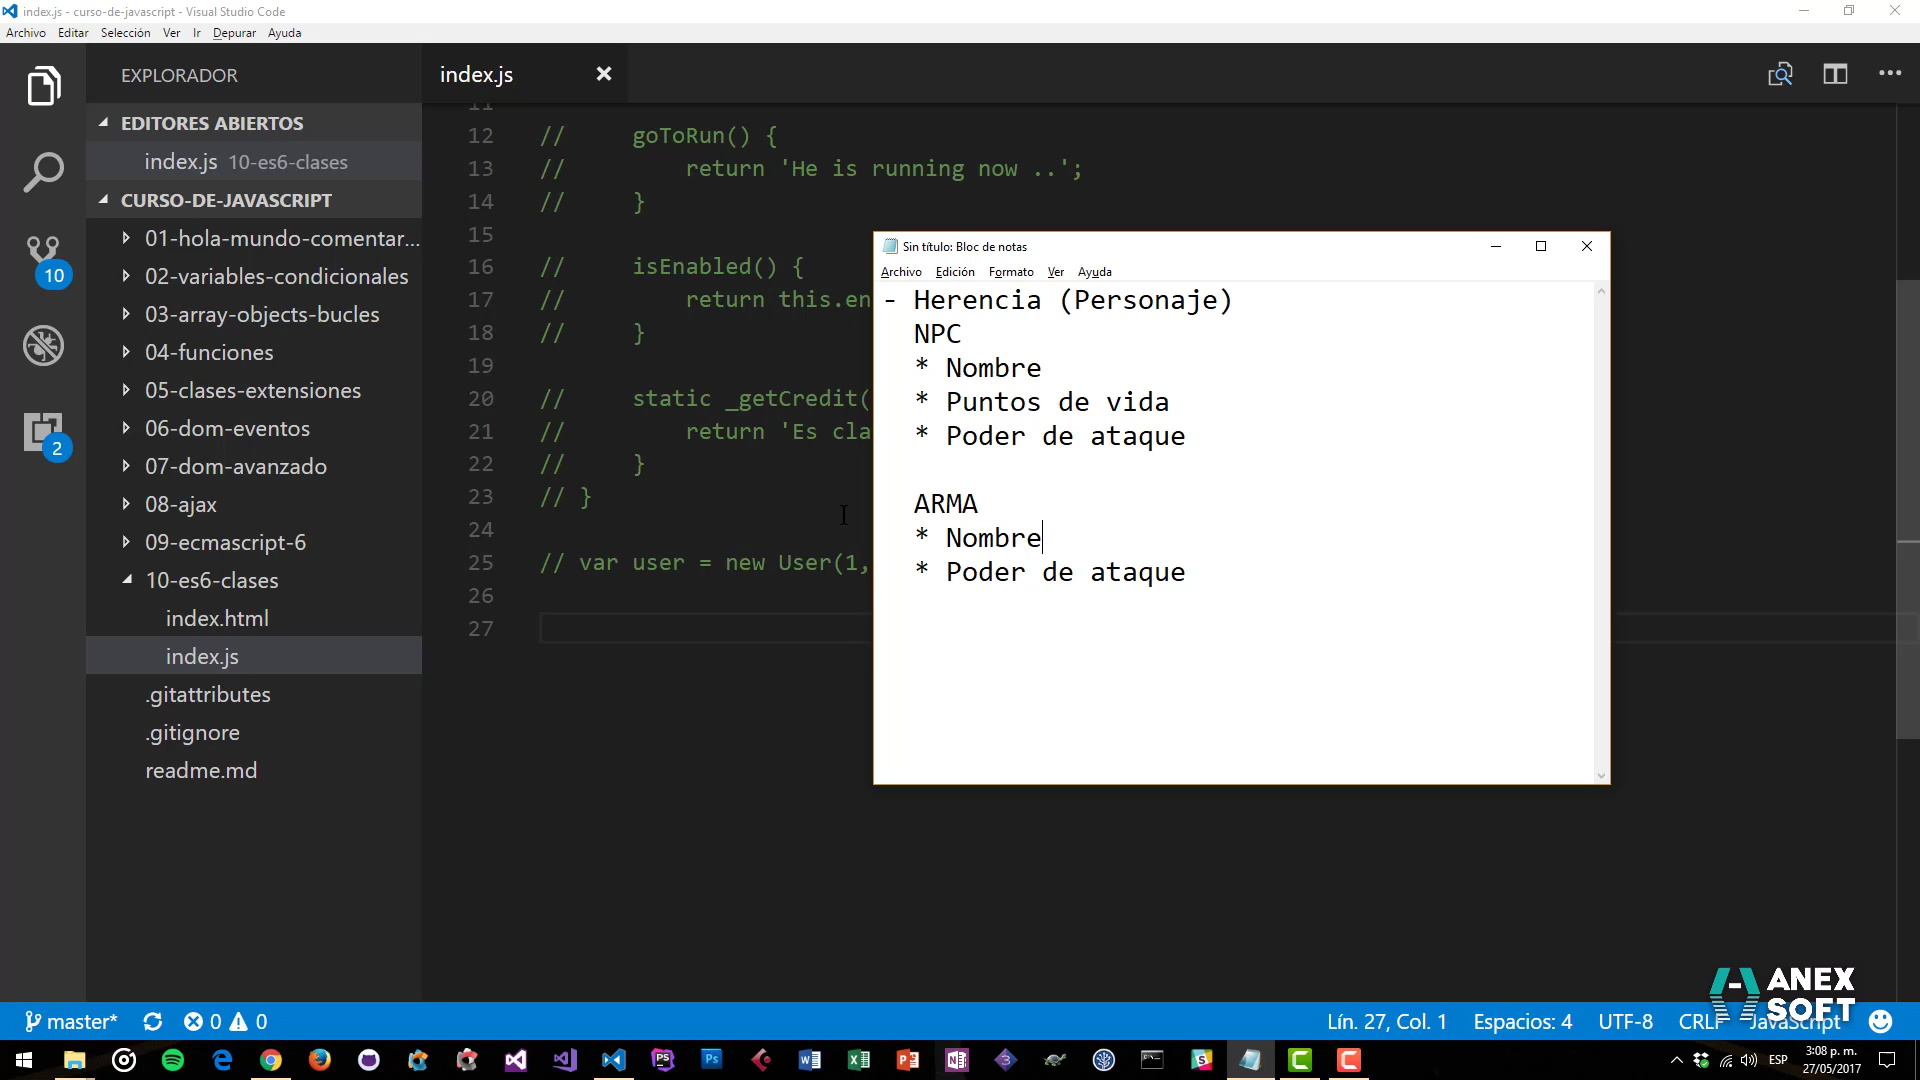 index.js - curso-de-javascript - Visual Studio Code
Archivo Editar Selección Ver Ir Depurar Ayuda
EXPLORADOR
index.js
EDITORES ABIERTOS
index.js 10-es6-clases
CURSO-DE-JAVASCRIPT
01-hola-mundo-comentar...
02-variables-condicionales
03-array-objects-bucles
04-funciones
05-clases-extensiones
06-dom-eventos
07-dom-avanzado
08-ajax
09-ecmascript-6
10-es6-clases
index.html
index.js
.gitattributes
.gitignore
readme.md
10
2
11
12 // goToRun() {
13 // return 'He is running now ..';
14 // }
15
16 // isEnabled() {
17 // return this.en
18 // }
19
20 // static _getCredit(
21 // return 'Es cla
22 // }
23 // }
24
25 // var user = new User(1,
26
27
Sin título: Bloc de notas
Archivo Edición Formato Ver Ayuda
- Herencia (Personaje)
NPC
* Nombre
* Puntos de vida
* Poder de ataque
ARMA
* Nombre
* Poder de ataque
ANEX
SOFT
master* 0 0
Lín. 27, Col. 1 Espacios: 4 UTF-8 CRLF JavaScript
ESP
3:08 p. m.
27/05/2017